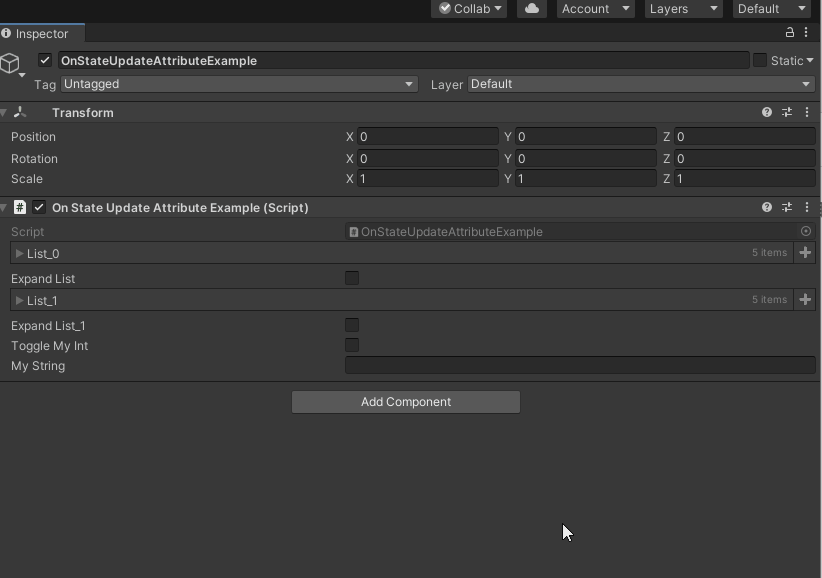 Collab Account Layers Default
Inspector
OnStateUpdateAttributeExample Static
Tag Untagged Layer Default
Transform
Position X 0 Y 0 Z 0
Rotation X 0 Y 0 Z 0
Scale X 1 Y 1 Z 1
# On State Update Attribute Example (Script)
Script OnStateUpdateAttributeExample
List_0 5 items
Expand List
List_1 5 items
Expand List_1
Toggle My Int
My String
Add Component